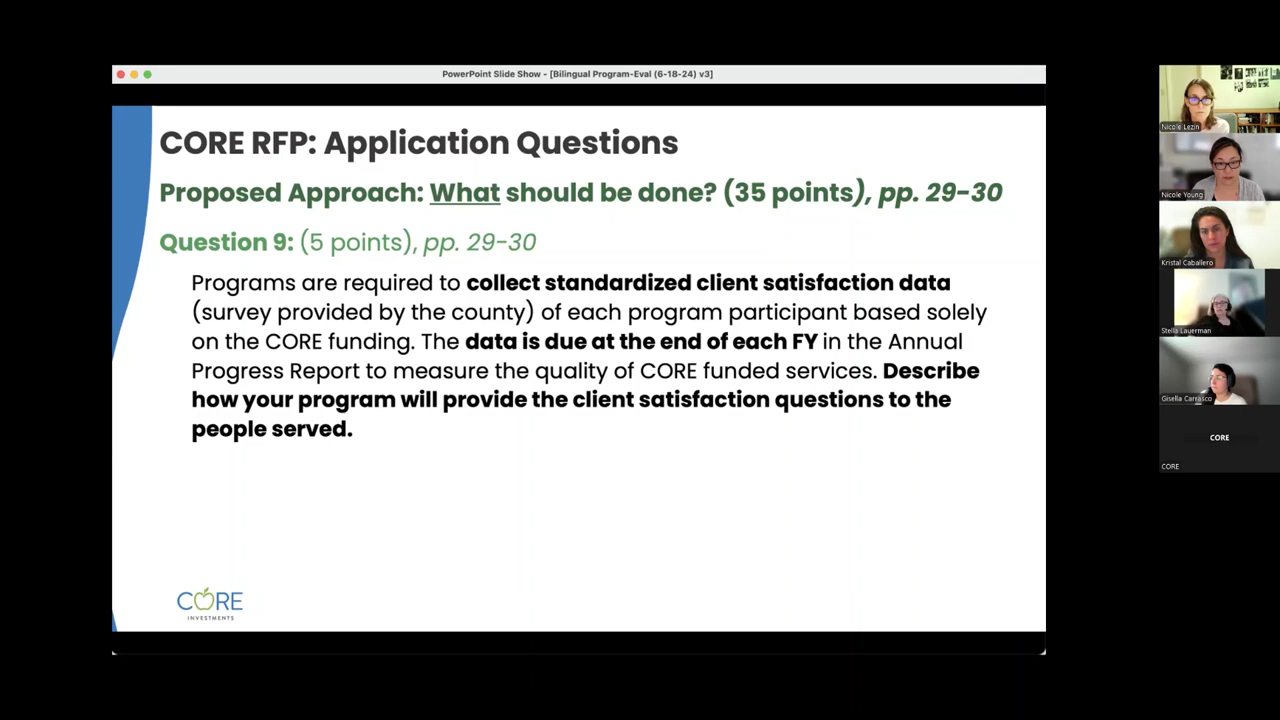 PowerPoint Slide Show - [Bilingual Program-Eval (6-18-24) v3]
CORE RFP: Application Questions
Proposed Approach: What should be done? (35 points), pp. 29-30
Question 9: (5 points), pp. 29-30
Programs are required to collect standardized client satisfaction data
(survey provided by the county) of each program participant based solely
on the CORE funding. The data is due at the end of each FY in the Annual
Progress Report to measure the quality of CORE funded services. Describe
how your program will provide the client satisfaction questions to the
people served.
CORE
INVESTMENTS
Nicole Lezin
Nicole Young
Kristal Caballero
Stella Lauerman
Gisella Carrasco
CORE
CORE